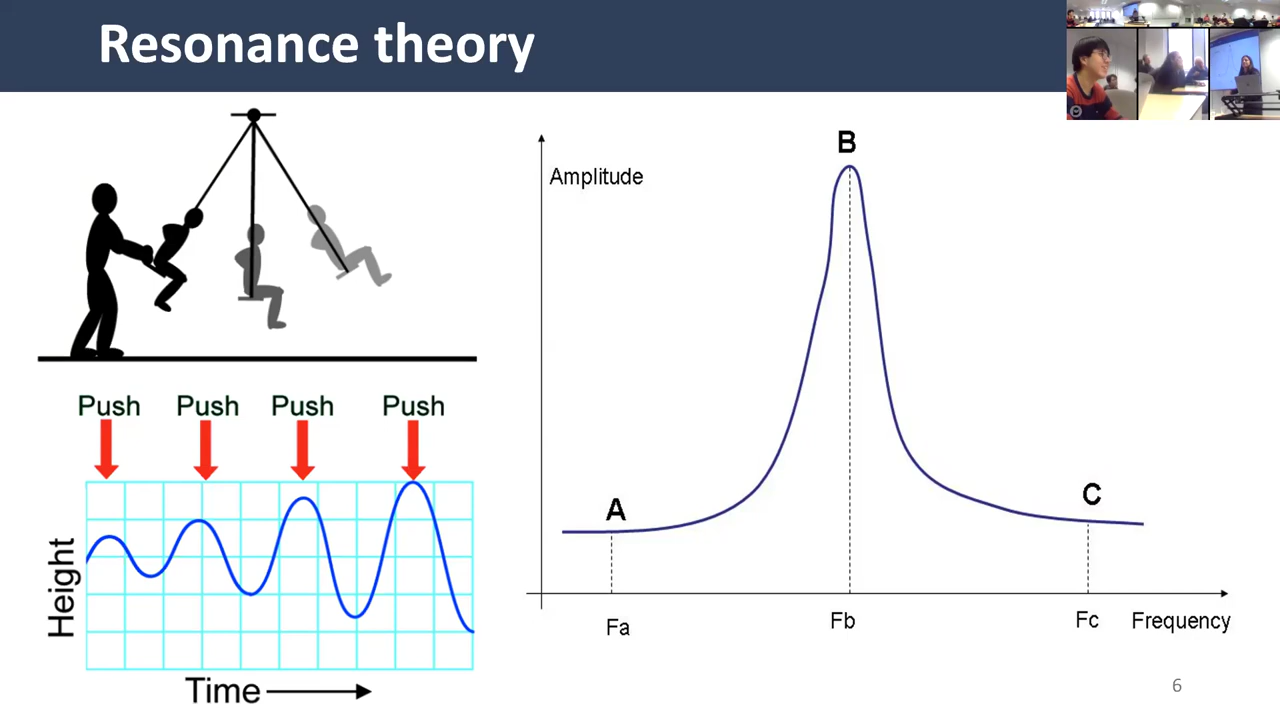 Resonance theory
Push Push Push Push
Height
Time
Amplitude
B
A
C
Fa
Fb
Fc
Frequency
6